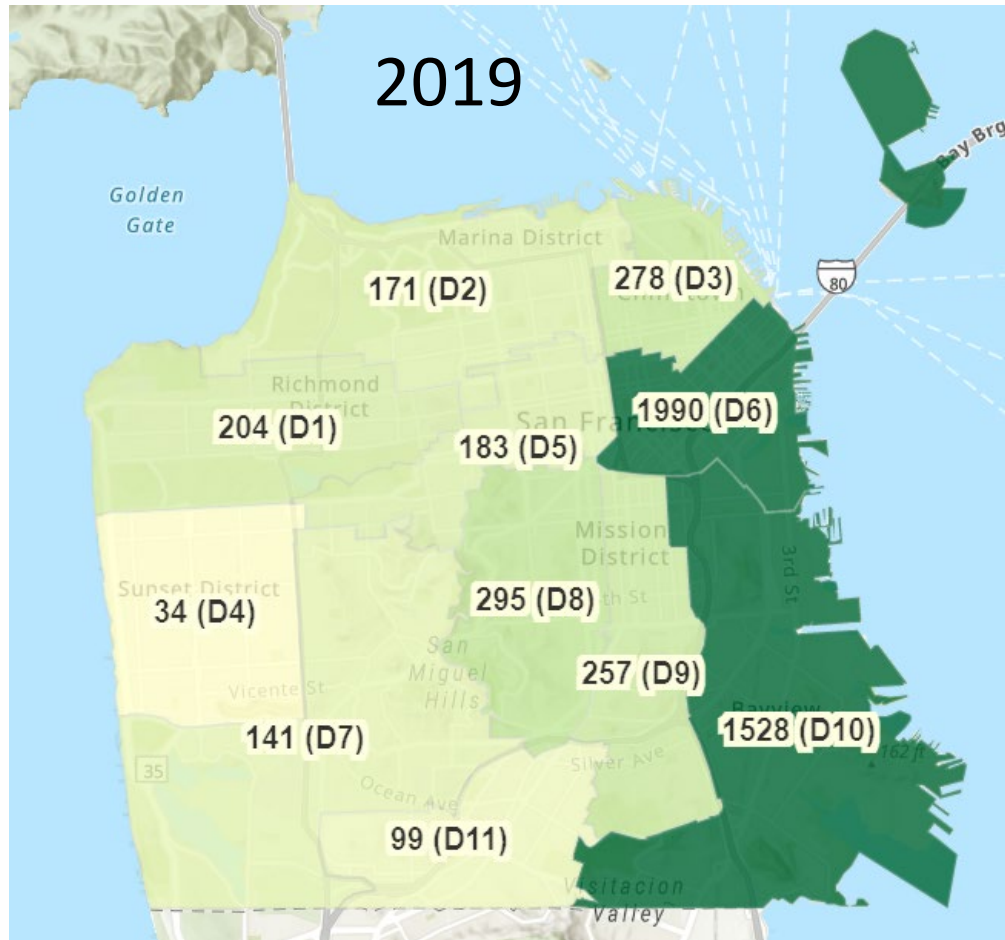 2019
Bay Brg
Golden
Gate
Marina District
80
171 (D2)
278 (D3)
Chinatown
Richmond
District
204 (D1)
1990 (D6)
San Francisco
183 (D5)
Mission
District
3rd St
Sunset District
34 (D4)
295 (D8)
San
Miguel
Hills
257 (D9)
Vicente St
141 (D7)
Bayview
1528 (D10)
162 ft
35
Silver Ave
Ocean Ave
99 (D11)
Visitacion
Valley